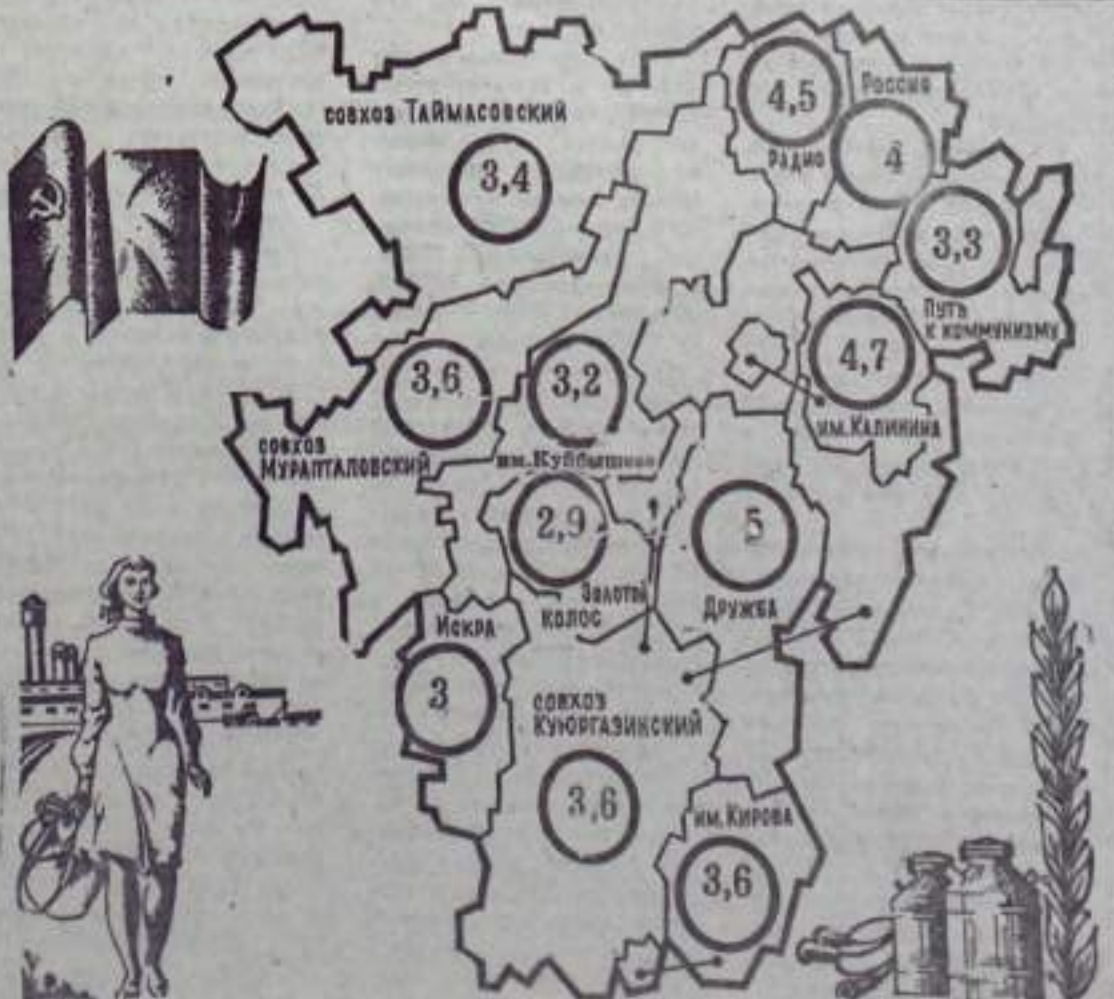 совхоз Таймасовский
3,4
4,5
Радио
Россия
4
3,3
Путь
к коммунизму
4,7
им. Калинина
3,6
совхоз
Мурапталовский
3,2
им. Куйбышева
2,9
Золотой
колос
5
Дружба
Искра
3
совхоз
Куюргазинский
3,6
им. Кирова
3,6